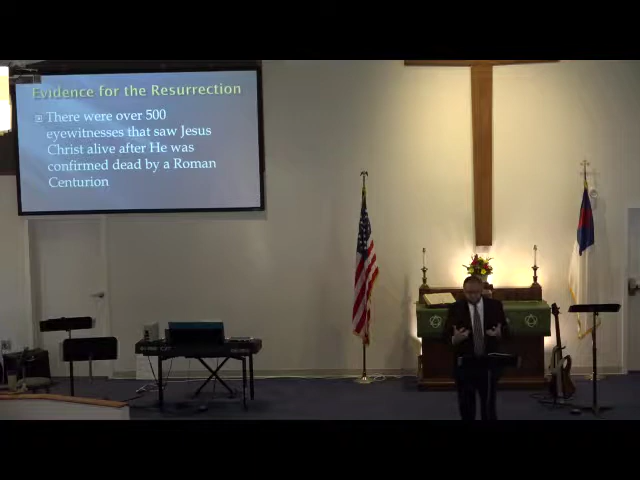 Evidence for the Resurrection
There were over 500
eyewitnesses that saw Jesus
Christ alive after He was
confirmed dead by a Roman
Centurion